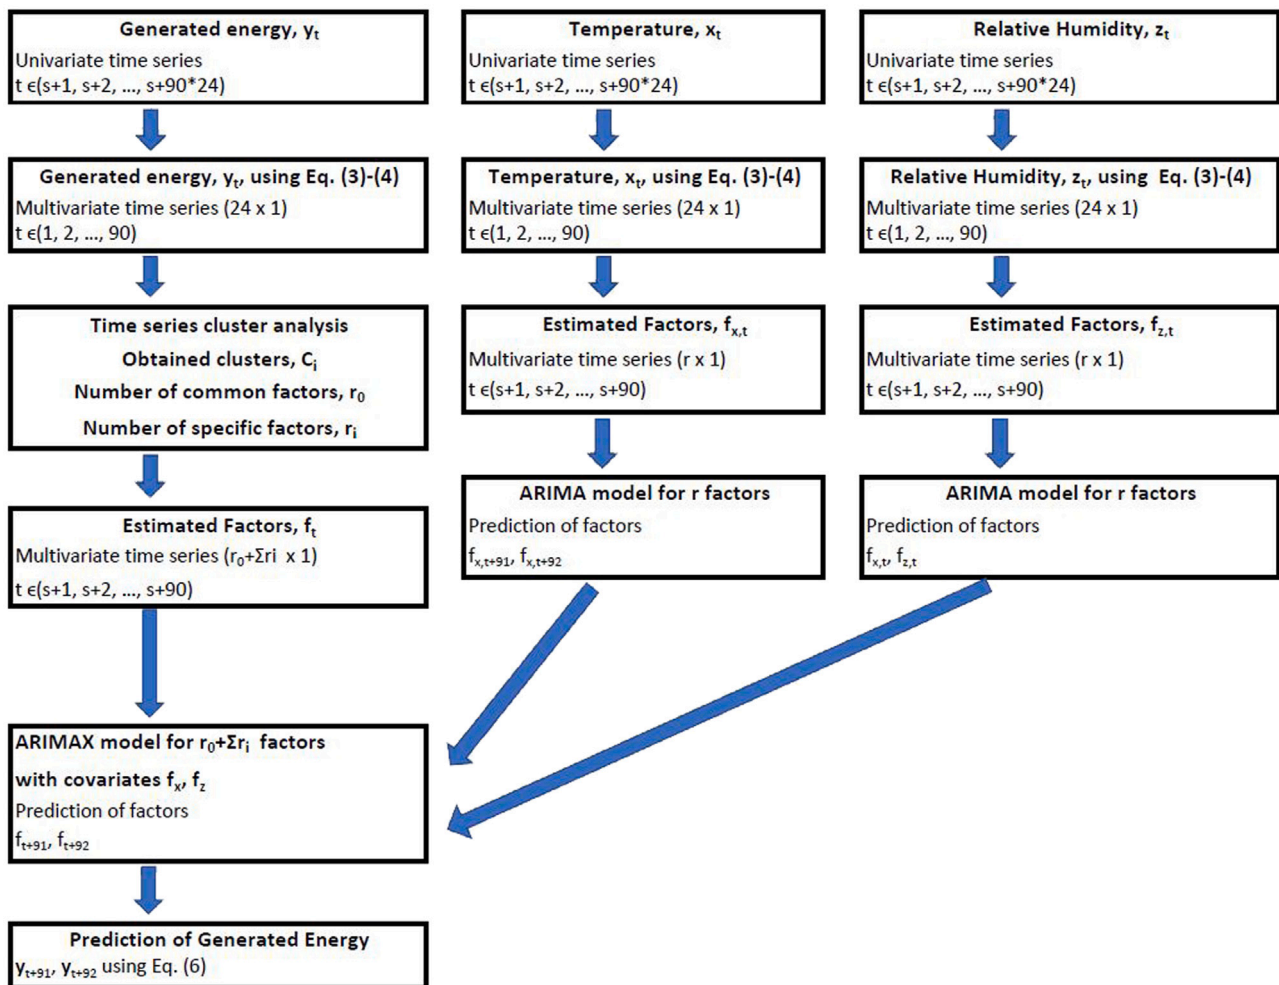 Generated energy, yt
Univariate time series
t ϵ(s+1, s+2, ..., s+90*24)
Temperature, xt
Univariate time series
t ϵ(s+1, s+2, ..., s+90*24)
Relative Humidity, zt
Univariate time series
t ϵ(s+1, s+2, ..., s+90*24)
Generated energy, yt, using Eq. (3)-(4)
Multivariate time series (24 x 1)
t ϵ(1, 2, ..., 90)
Temperature, xt, using Eq. (3)-(4)
Multivariate time series (24 x 1)
t ϵ(1, 2, ..., 90)
Relative Humidity, zt, using Eq. (3)-(4)
Multivariate time series (24 x 1)
t ϵ(1, 2, ..., 90)
Time series cluster analysis
Obtained clusters, Ci
Number of common factors, r0
Number of specific factors, ri
Estimated Factors, fx,t
Multivariate time series (r x 1)
t ϵ(s+1, s+2, ..., s+90)
Estimated Factors, fz,t
Multivariate time series (r x 1)
t ϵ(s+1, s+2, ..., s+90)
Estimated Factors, ft
Multivariate time series (r0+Σri x 1)
t ϵ(s+1, s+2, ..., s+90)
ARIMA model for r factors
Prediction of factors
fx,t+91, fx,t+92
ARIMA model for r factors
Prediction of factors
fx,t, fz,t
ARIMAX model for r0+Σri factors
with covariates fx, fz
Prediction of factors
ft+91, ft+92
Prediction of Generated Energy
yt+91, yt+92 using Eq. (6)